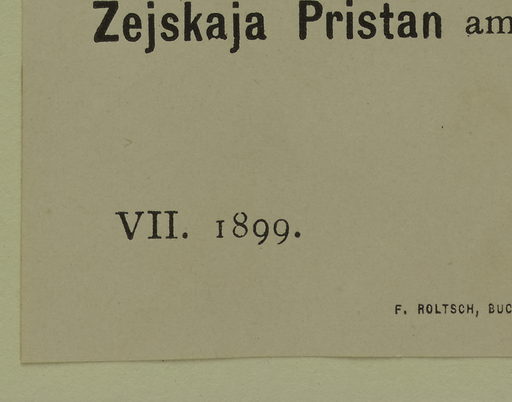 Zejskaja Pristan am
VII. 1899.
F. ROLTSCH, BUC